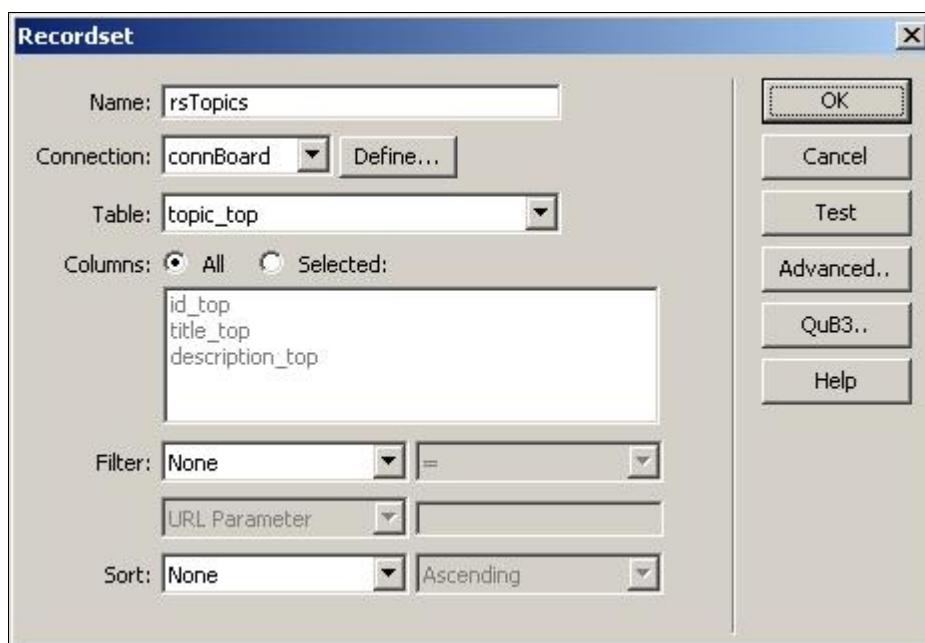 Recordset
Name: rsTopics
OK
Connection: connBoard Define...
Cancel
Table: topic_top
Test
Columns: All Selected:
Advanced..
id_top
title_top
description_top
QuB3..
Help
Filter: None =
URL Parameter
Sort: None Ascending